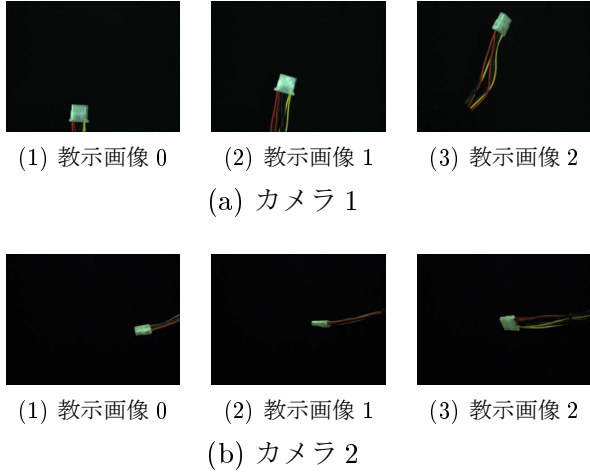 (1) 教示画像 0 (2) 教示画像 1 (3) 教示画像 2
(a) カメラ 1
(1) 教示画像 0 (2) 教示画像 1 (3) 教示画像 2
(b) カメラ 2